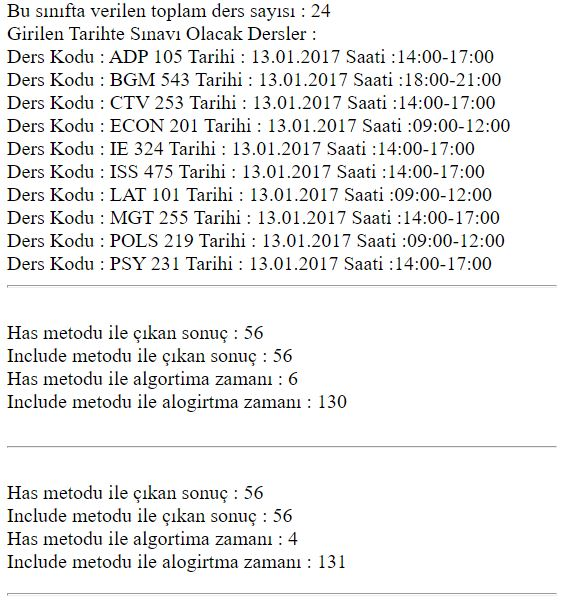 Bu sınıfta verilen toplam ders sayısı : 24
Girilen Tarihte Sınavı Olacak Dersler :
Ders Kodu : ADP 105 Tarihi : 13.01.2017 Saati :14:00-17:00
Ders Kodu : BGM 543 Tarihi : 13.01.2017 Saati :18:00-21:00
Ders Kodu : CTV 253 Tarihi : 13.01.2017 Saati :14:00-17:00
Ders Kodu : ECON 201 Tarihi : 13.01.2017 Saati :09:00-12:00
Ders Kodu : IE 324 Tarihi : 13.01.2017 Saati :14:00-17:00
Ders Kodu : ISS 475 Tarihi : 13.01.2017 Saati :14:00-17:00
Ders Kodu : LAT 101 Tarihi : 13.01.2017 Saati :09:00-12:00
Ders Kodu : MGT 255 Tarihi : 13.01.2017 Saati :14:00-17:00
Ders Kodu : POLS 219 Tarihi : 13.01.2017 Saati :09:00-12:00
Ders Kodu : PSY 231 Tarihi : 13.01.2017 Saati :14:00-17:00
Has metodu ile çıkan sonuç : 56
Include metodu ile çıkan sonuç : 56
Has metodu ile algortima zamanı : 6
Include metodu ile alogirtma zamanı : 130
Has metodu ile çıkan sonuç : 56
Include metodu ile çıkan sonuç : 56
Has metodu ile algortima zamanı : 4
Include metodu ile alogirtma zamanı : 131